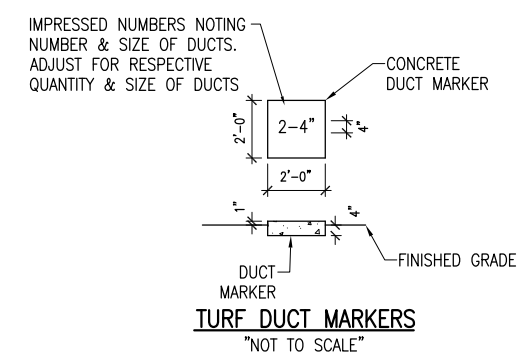 IMPRESSED NUMBERS NOTING
NUMBER & SIZE OF DUCTS.
ADJUST FOR RESPECTIVE
QUANTITY & SIZE OF DUCTS
CONCRETE
DUCT MARKER
2'-0"
2-4"
4"
2'-0"
1"
4"
FINISHED GRADE
DUCT
MARKER
TURF DUCT MARKERS
"NOT TO SCALE"